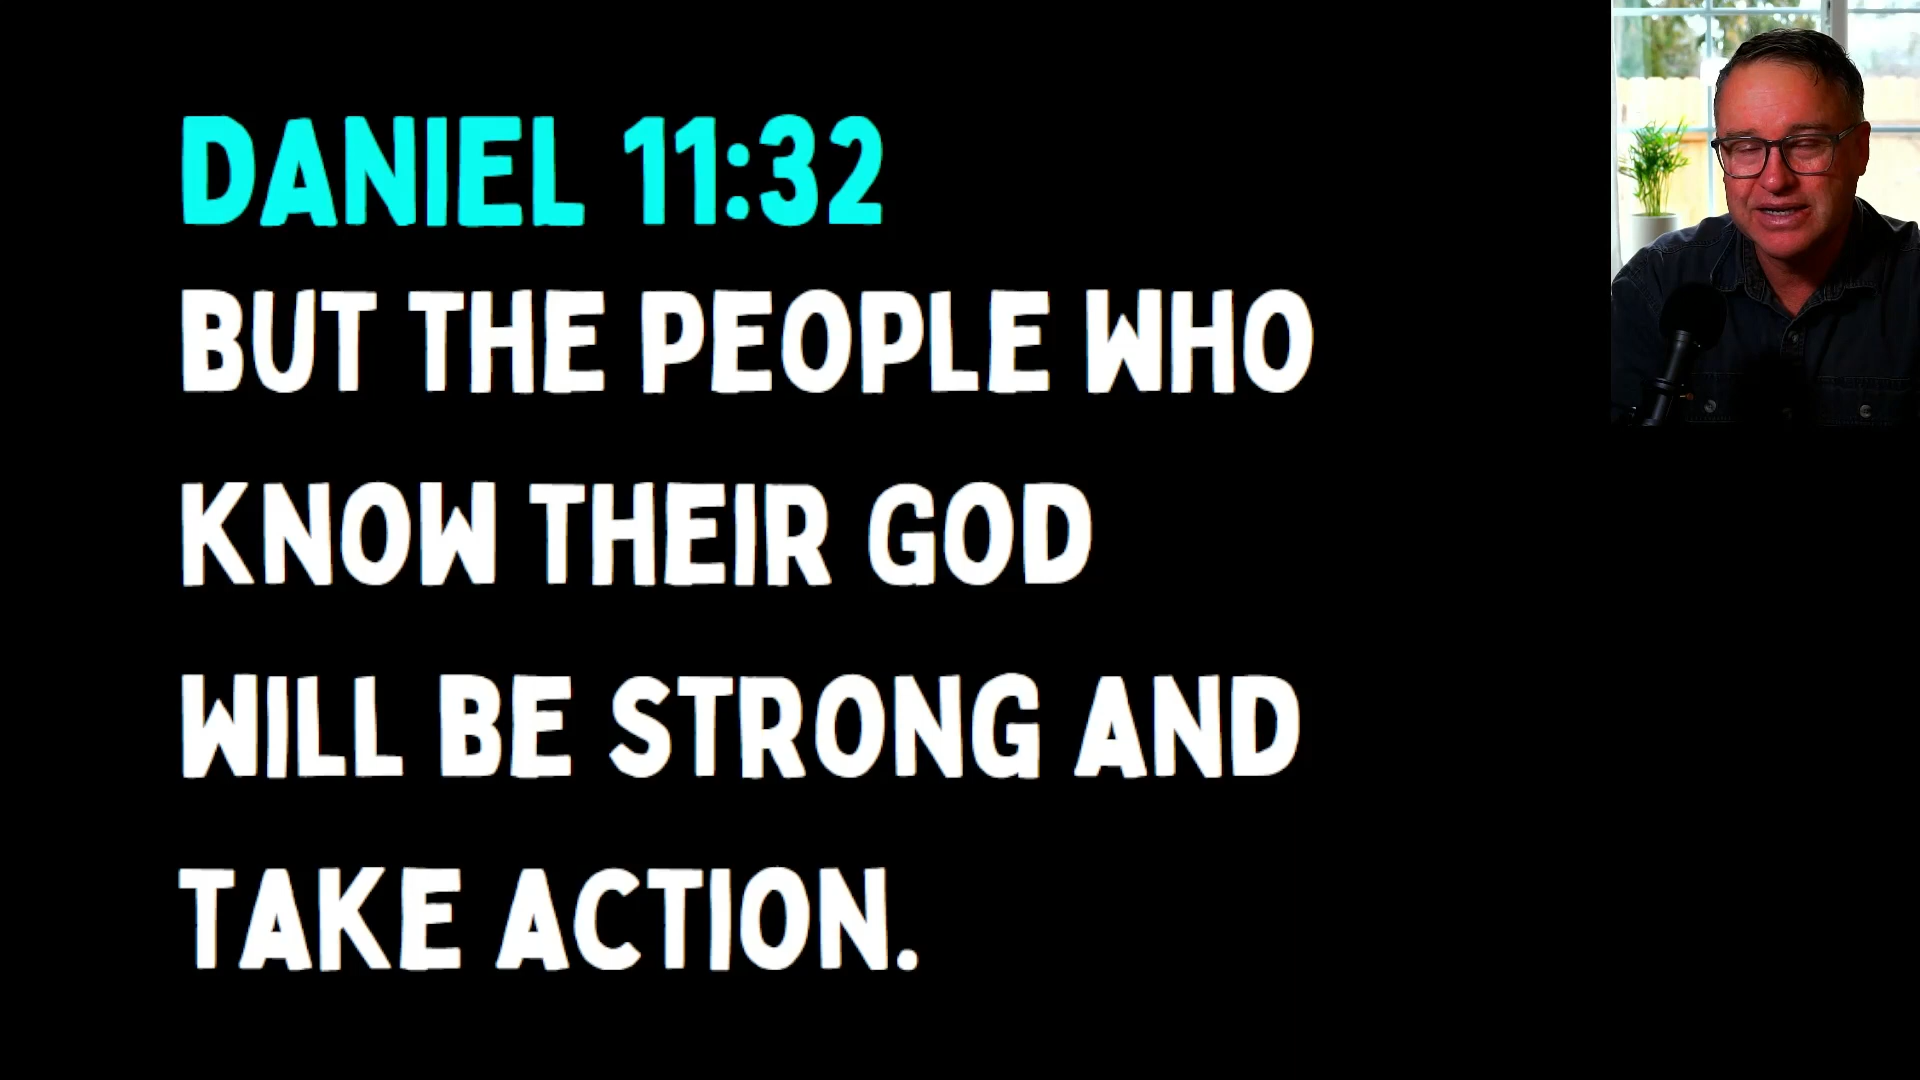 DANIEL 11:32
BUT THE PEOPLE WHO
KNOW THEIR GOD
WILL BE STRONG AND
TAKE ACTION.